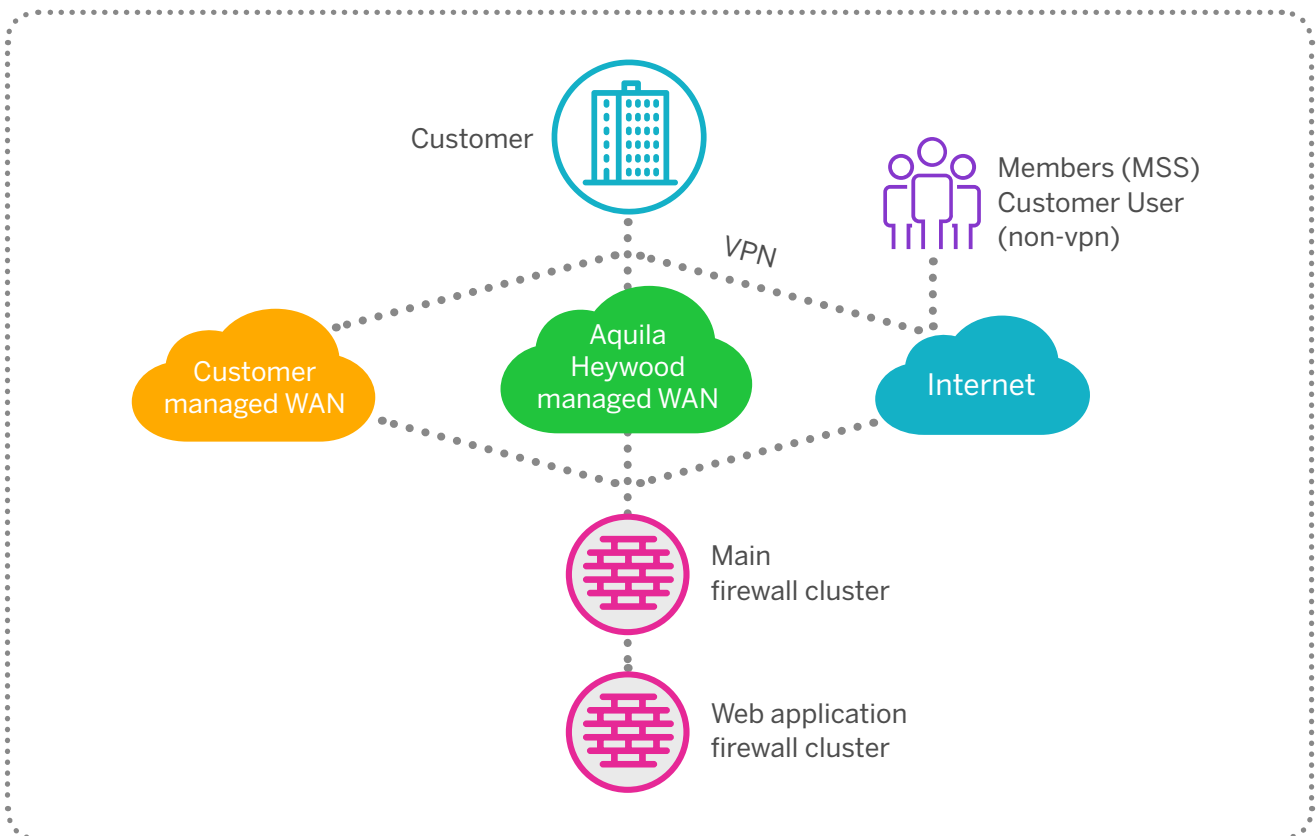 Customer
Members (MSS)
Customer User
(non-vpn)
VPN
Customer
managed WAN
Aquila
Heywood
managed WAN
Internet
Main
firewall cluster
Web application
firewall cluster